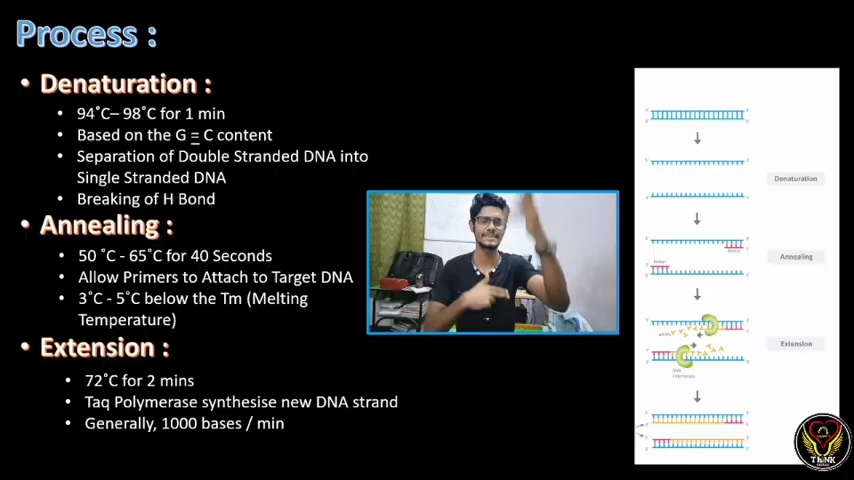 Process :
• Denaturation :
• 94˚C– 98˚C for 1 min
• Based on the G ≡ C content
• Separation of Double Stranded DNA into
Single Stranded DNA
• Breaking of H Bond
• Annealing :
• 50 ˚C - 65˚C for 40 Seconds
• Allow Primers to Attach to Target DNA
• 3˚C - 5˚C below the Tm (Melting
Temperature)
• Extension :
• 72˚C for 2 mins
• Taq Polymerase synthesise new DNA strand
• Generally, 1000 bases / min
Denaturation
Annealing
Extension